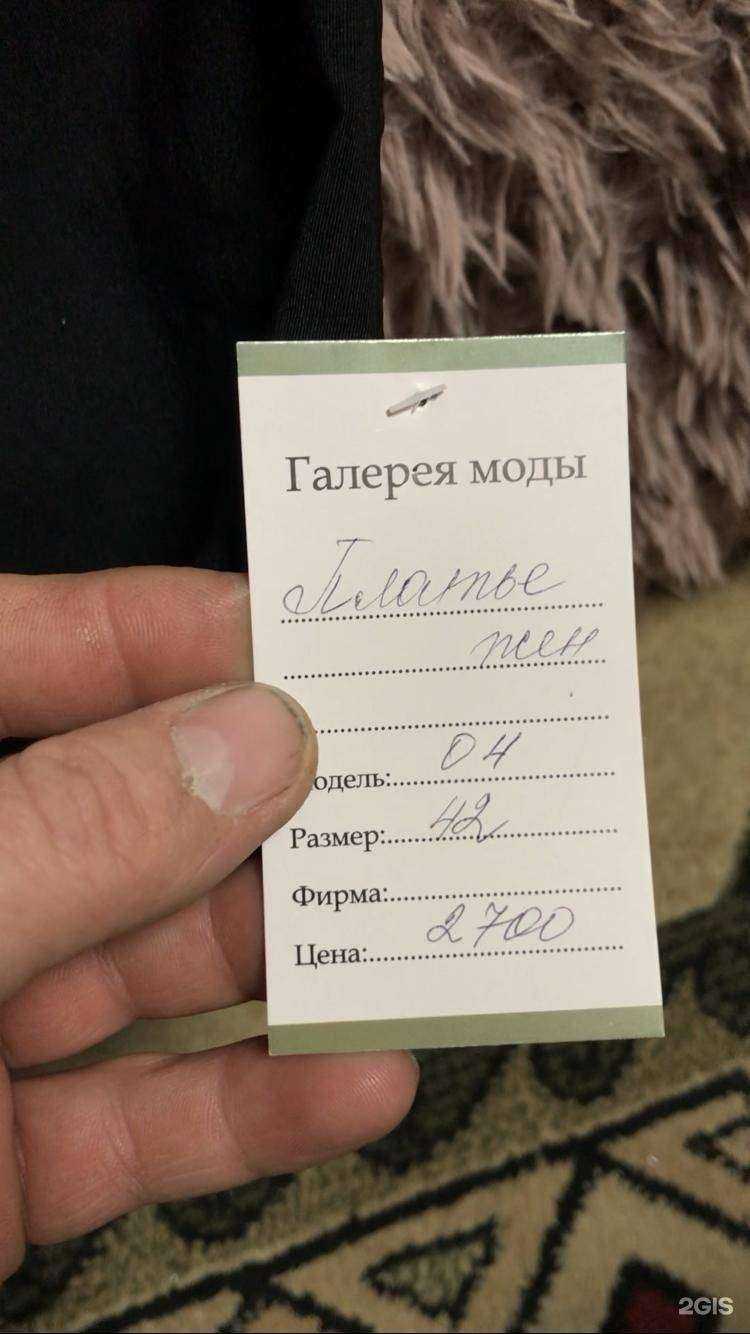 Галерея моды
Платье
жен
одель: 04
Размер: 42
Фирма:
Цена: 2700
2GIS